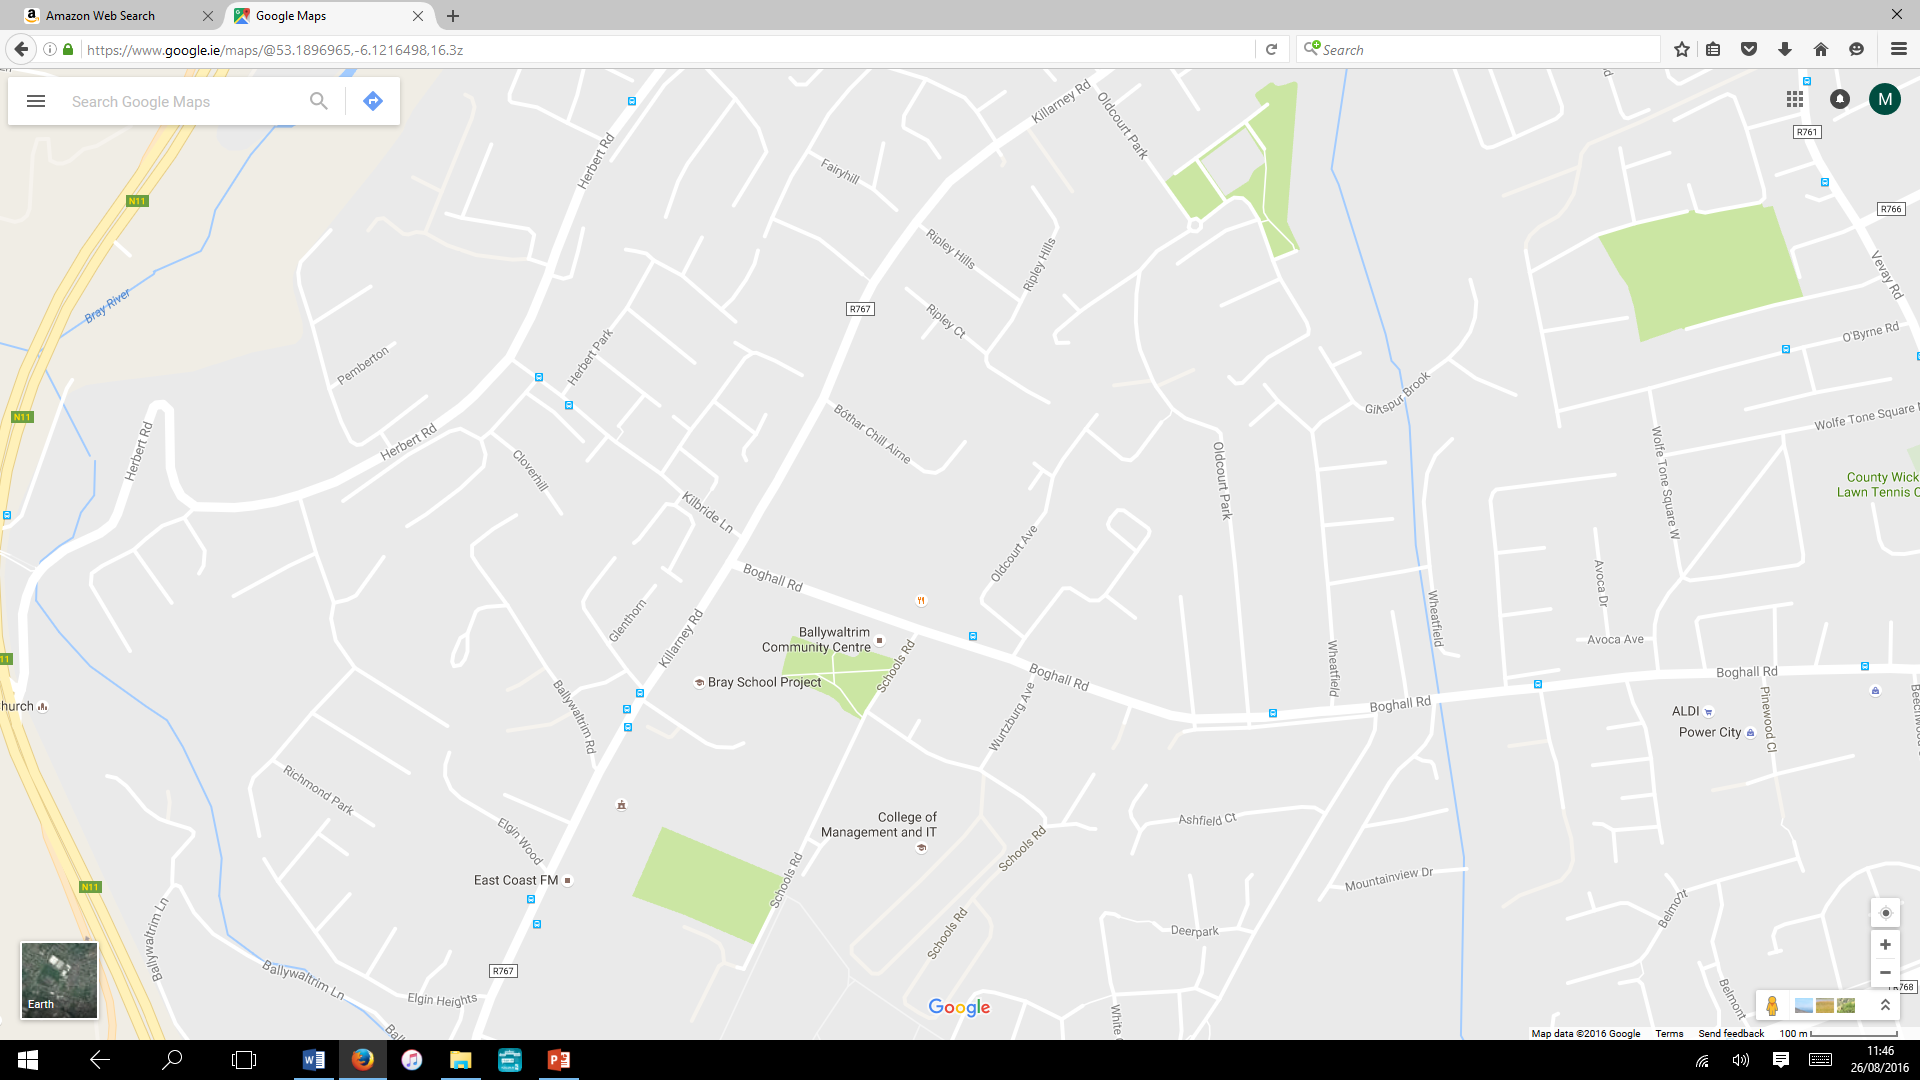 Amazon Web Search
Google Maps
https://www.google.ie/maps/@53.1896965,-6.1216498,16.3z
Search
Search Google Maps
M
Killarney Rd
Oldcourt Park
R761
Herbert Rd
Fairyhill
N11
R766
Ripley Hills
Ripley Hills
Vevay Rd
Bray River
R767
Ripley Ct
O'Byrne Rd
Herbert Park
Pemberton
Giltspur Brook
N11
Bóthar Chill Airne
Wolfe Tone Square
Herbert Rd
Herbert Rd
Cloverhill
Oldcourt Park
Wolfe Tone Square W
County Wick
Lawn Tennis C
Kilbride Ln
Oldcourt Ave
Boghall Rd
Avoca Dr
Glenthorn
Wheatfield
Killarney Rd
Ballywaltrim
Community Centre
Schools Rd
Avoca Ave
Wheatfield
11
Boghall Rd
Boghall Rd
Bray School Project
Wurtzburg Ave
Boghall Rd
Pinewood Cl
Beechwood
hurch
Ballywaltrim Rd
ALDI
Power City
Richmond Park
Elgin Wood
College of
Management and IT
Schools Rd
Ashfield Ct
East Coast FM
Schools Rd
Mountainview Dr
N11
Ballywaltrim Ln
Schools Rd
Deerpark
Belmont
Ballywaltrim Ln
R767
Elgin Heights
Belmont
R768
Earth
Google
White
Map data ©2016 Google
Terms
Send feedback
100 m
11:46
26/08/2016